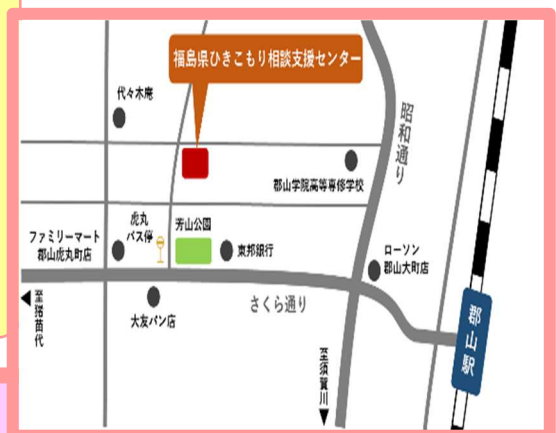 福島県ひきこもり相談支援センター
代々木庵
昭和通り
郡山学院高等専修学校
虎丸
バス停
芳山公園
ファミリーマート
郡山虎丸町店
東邦銀行
ローソン
郡山大町店
至猪苗代
大友パン店
さくら通り
郡山駅
至須賀川